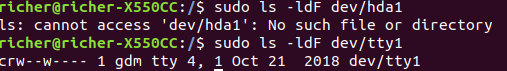 richer@richer-X550CC:/$ sudo ls -ldF dev/hda1
ls: cannot access 'dev/hda1': No such file or directory
richer@richer-X550CC:/$ sudo ls -ldF dev/tty1
crw--w---- 1 gdm tty 4, 1 Oct 21  2018 dev/tty1